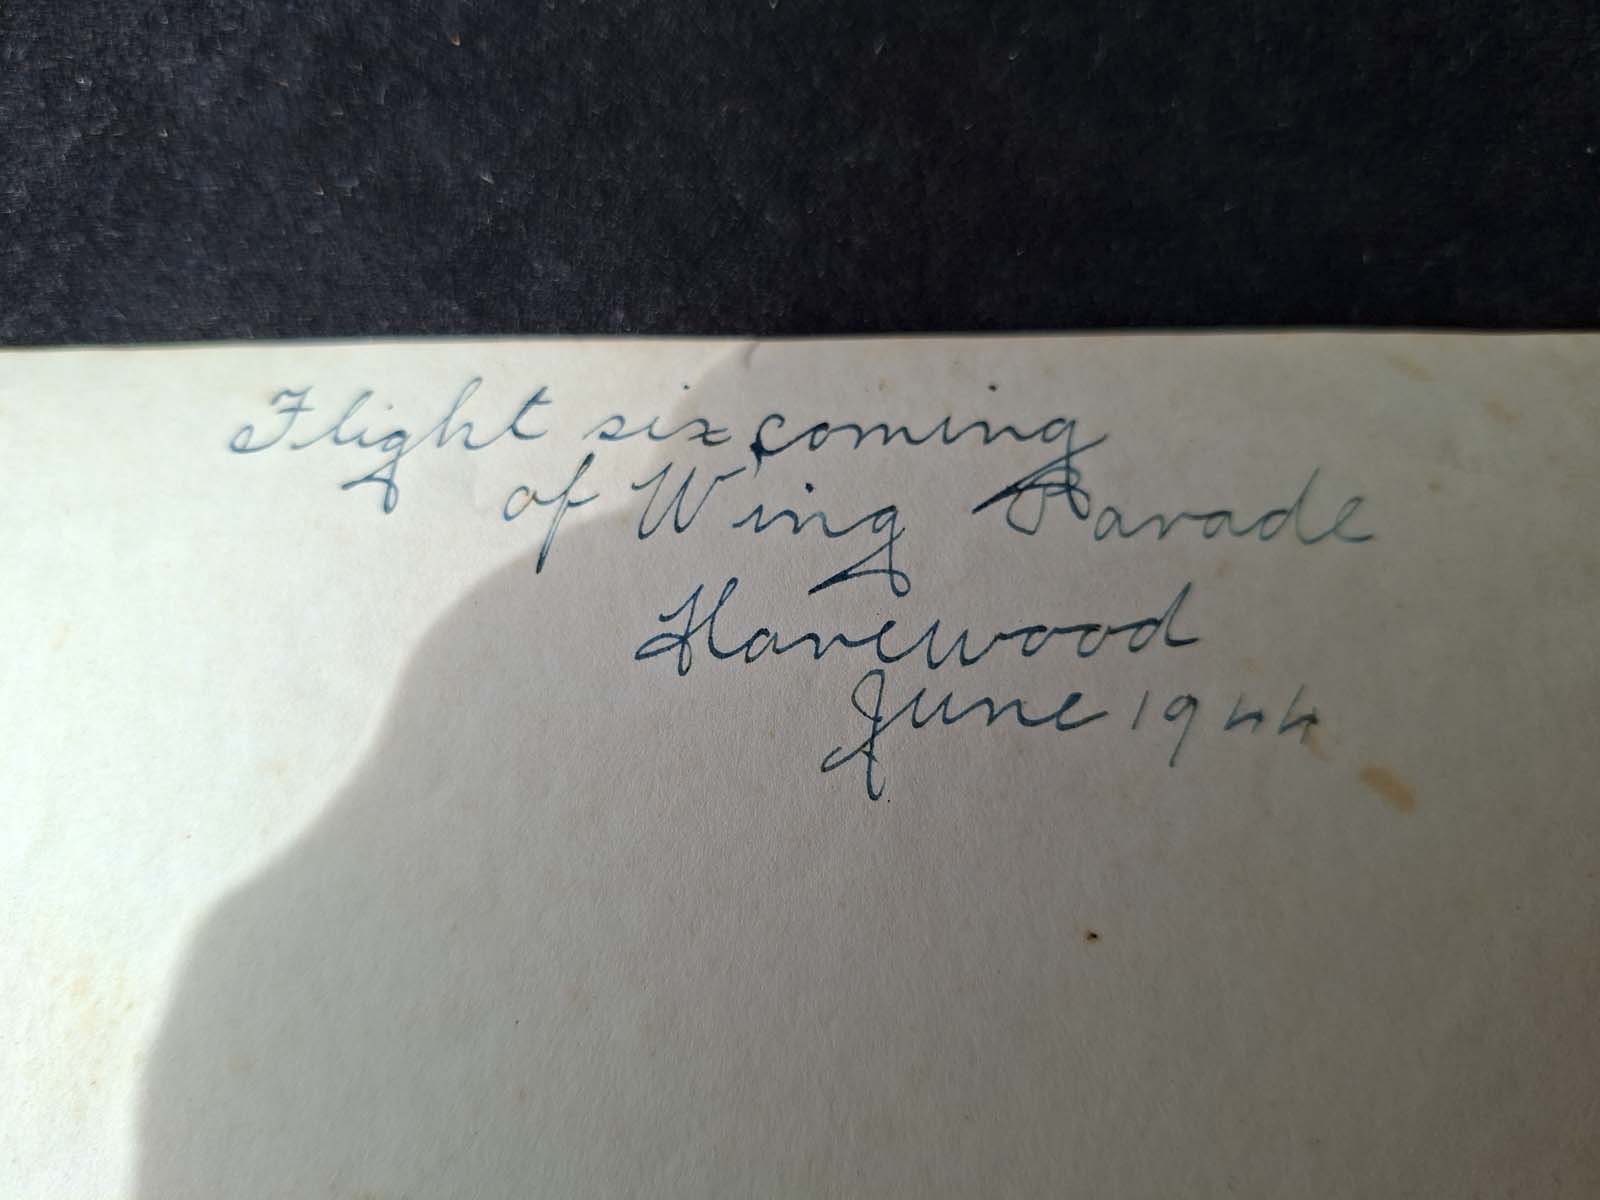 Flight six coming
of Wing Parade
Harewood
June 1944